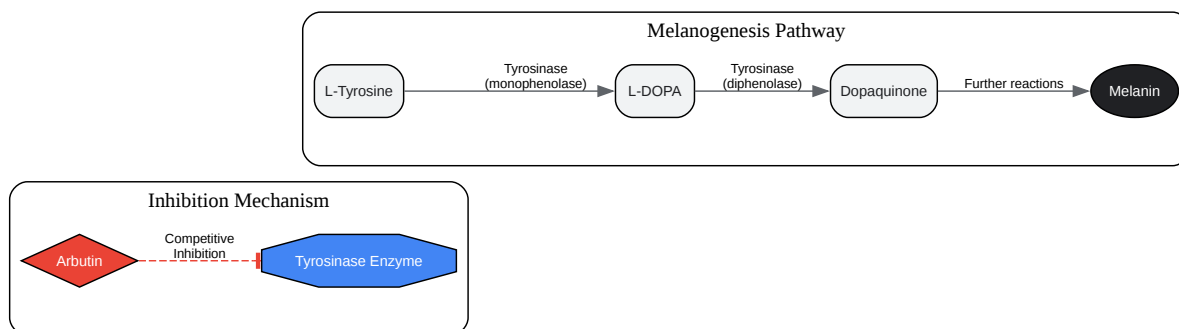 Melanogenesis Pathway
L-Tyrosine
Tyrosinase
(monophenolase)
L-DOPA
Tyrosinase
(diphenolase)
Dopaquinone
Further reactions
Melanin
Inhibition Mechanism
Arbutin
Competitive
Inhibition
Tyrosinase Enzyme